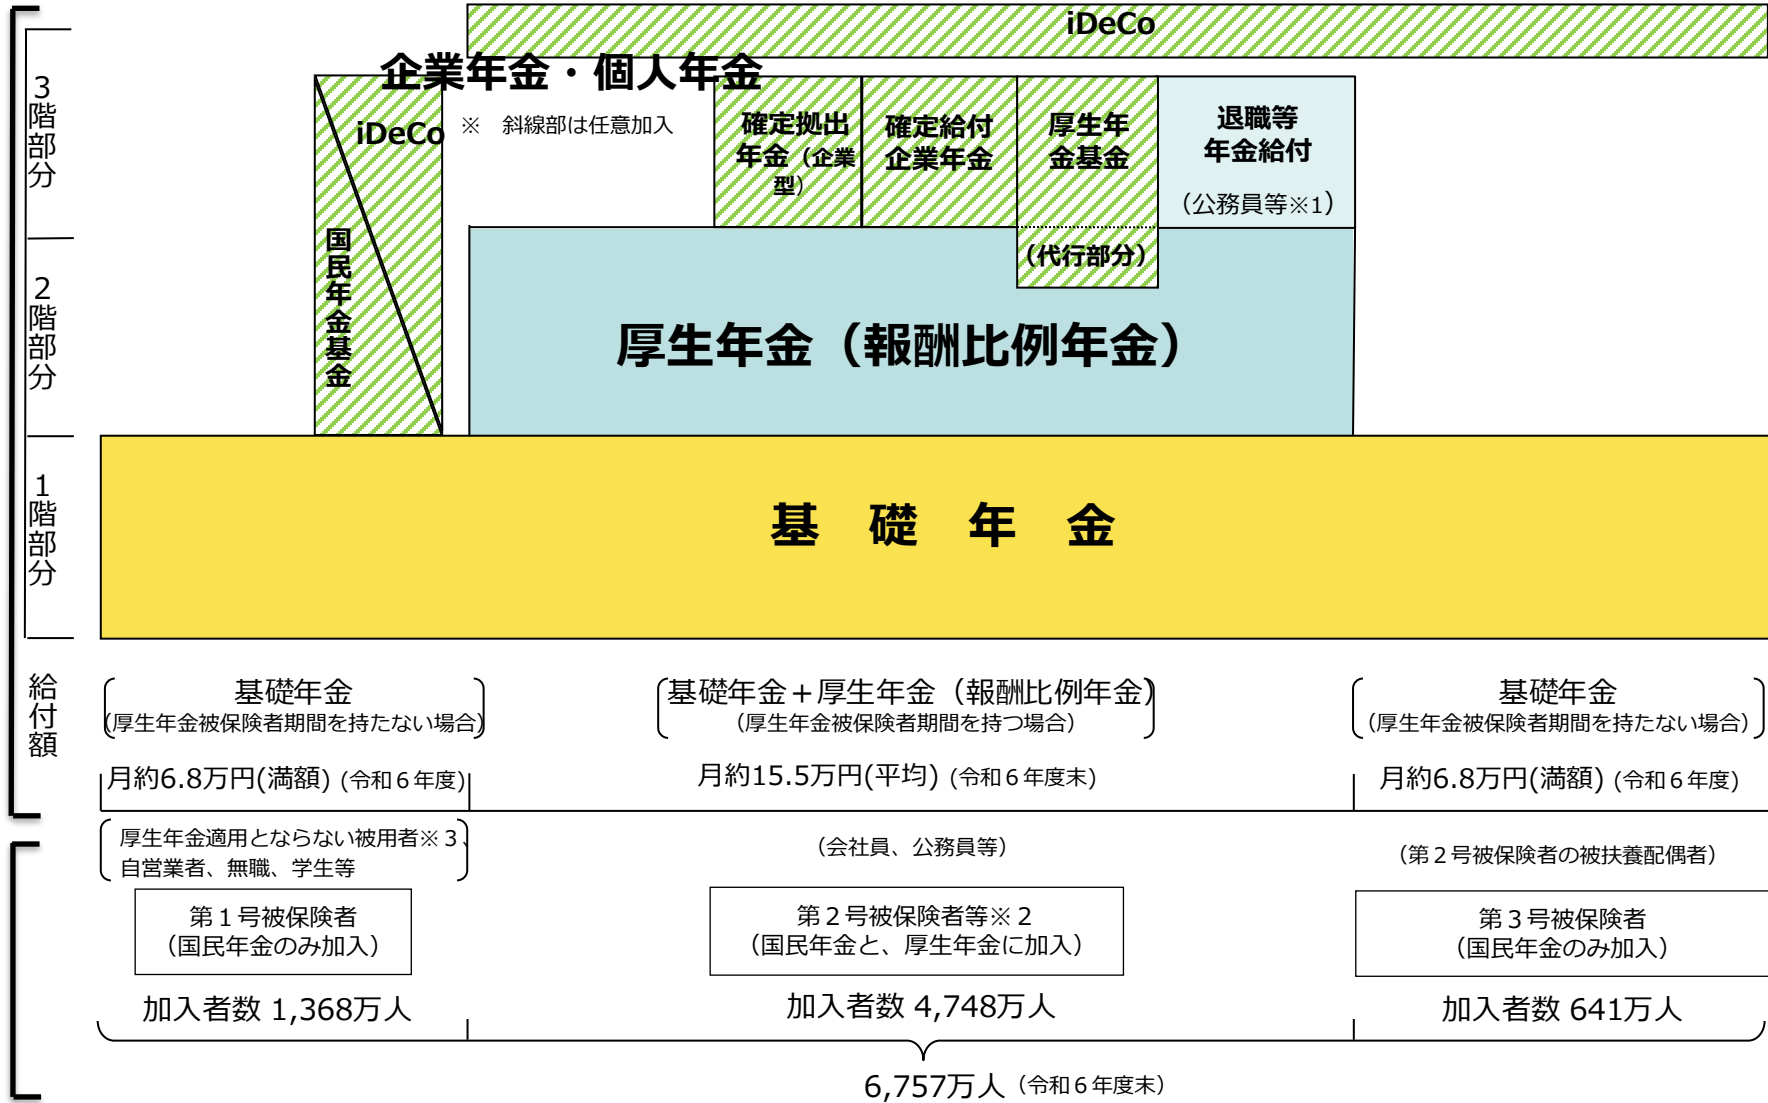 iDeCo
企業年金・個人年金
※　斜線部は任意加入
3階部分
iDeCo
国民年金基金
確定拠出
年金（企業
型）
確定給付
企業年金
厚生年
金基金
（代行部分）
退職等
年金給付
（公務員等※1）
2階部分
厚生年金（報酬比例年金）
1階部分
基　礎　年　金
給付額
基礎年金
（厚生年金被保険者期間を持たない場合）
月約6.8万円(満額) (令和６年度)
基礎年金＋厚生年金（報酬比例年金）
（厚生年金被保険者期間を持つ場合）
月約15.5万円(平均) (令和６年度末)
基礎年金
（厚生年金被保険者期間を持たない場合）
月約6.8万円(満額) (令和６年度)
厚生年金適用とならない被用者※３、
自営業者、無職、学生等
（会社員、公務員等）
（第２号被保険者の被扶養配偶者）
第１号被保険者
（国民年金のみ加入）
第２号被保険者等※２
（国民年金と、厚生年金に加入）
第３号被保険者
（国民年金のみ加入）
加入者数 1,368万人
加入者数 4,748万人
加入者数 641万人
6,757万人（令和６年度末）